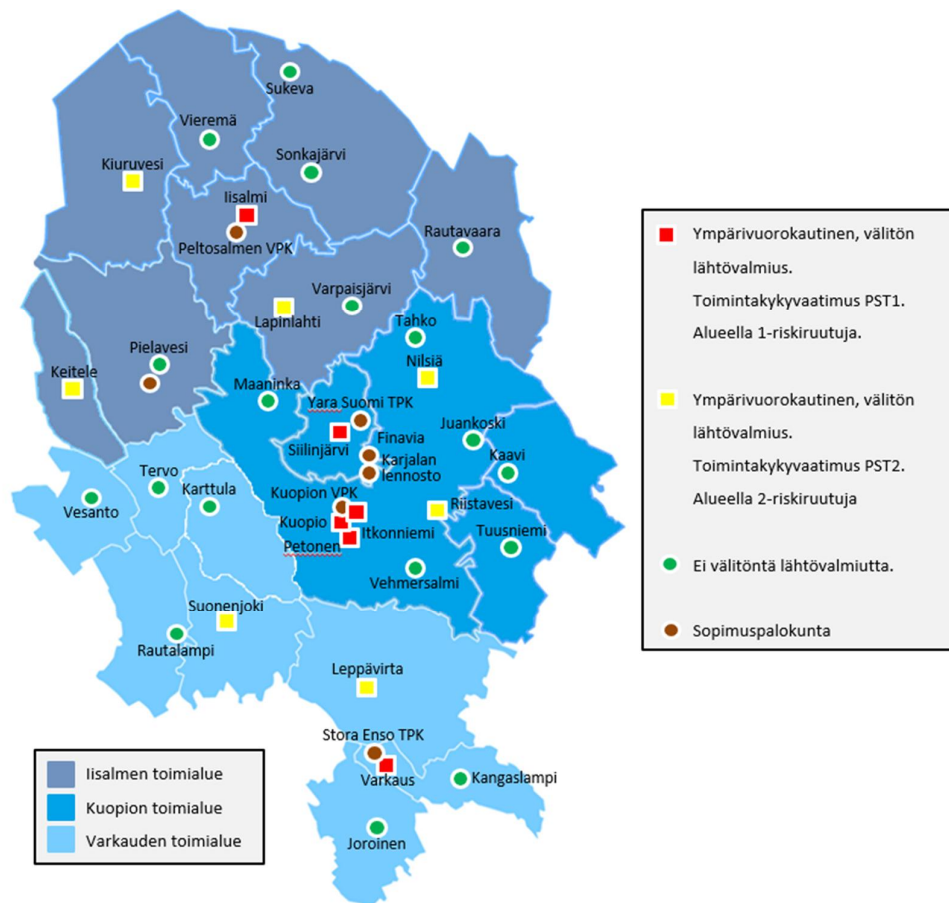 Sukeva
Vieremä
Sonkajärvi
Kiuruvesi
Iisalmi
Peltosalmen VPK
Rautavaara
Varpaisjärvi
Lapinlahti
Tahko
Pielavesi
Nilsiä
Keitele
Maaninka
Yara Suomi TPK
Juankoski
Finavia
Siilinjärvi
Karjalan
lennosto
Kaavi
Tervo
Karttula
Vesanto
Kuopion VPK
Riistavesi
Kuopio
Itkonniemi
Tuusniemi
Petonen
Vehmersalmi
Suonenjoki
Rautalampi
Leppävirta
Stora Enso TPK
Varkaus
Kangaslampi
Joroinen
Ympärivuorokautinen, välitön
lähtövalmius.
Toimintakykyvaatimus PST1.
Alueella 1-riskiruutuja.
Ympärivuorokautinen, välitön
lähtövalmius.
Toimintakykyvaatimus PST2.
Alueella 2-riskiruutuja
Ei välitöntä lähtövalmiutta.
Sopimuspalokunta
Iisalmen toimialue
Kuopion toimialue
Varkauden toimialue